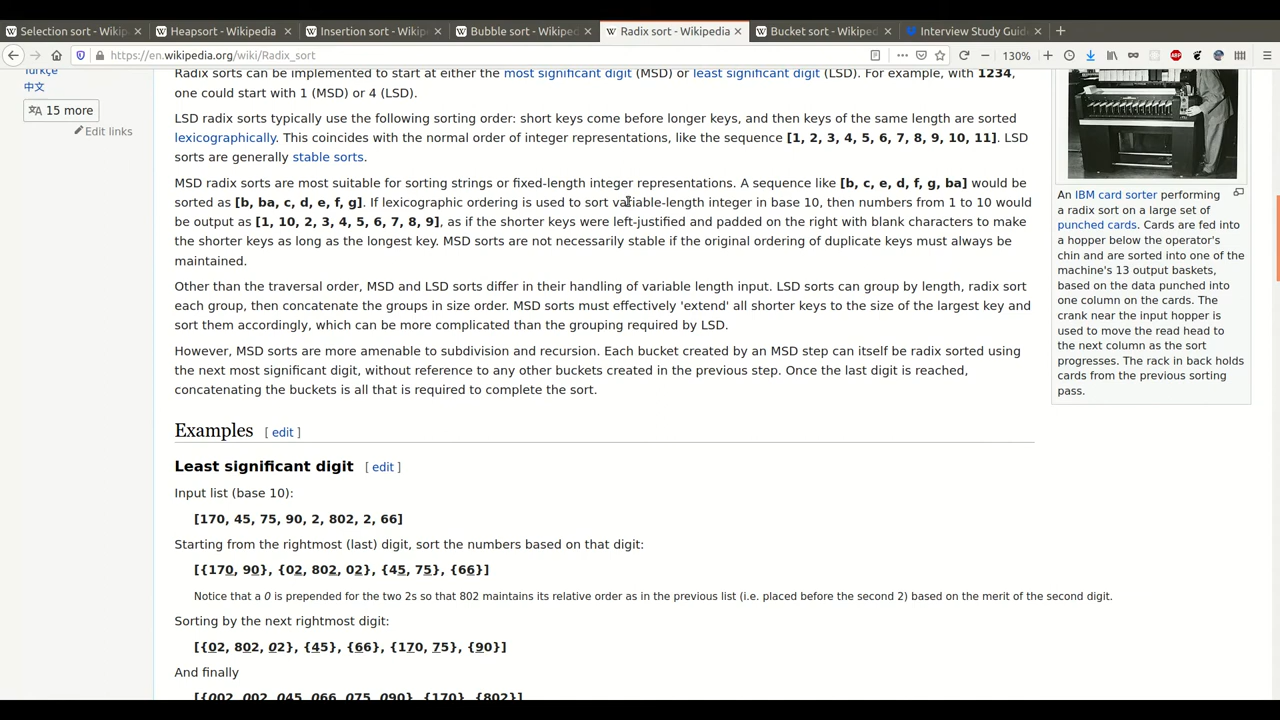 Selection sort - Wikip
Heapsort - Wikipedia
Insertion sort - Wikip
Bubble sort - Wikiped
Radix sort - Wikipedia
Bucket sort - Wikiped
Interview Study Guide
https://en.wikipedia.org/wiki/Radix_sort
130%
ABP
Türkçe
中文
15 more
Edit links
Radix sorts can be implemented to start at either the most significant digit (MSD) or least significant digit (LSD). For example, with 1234,
one could start with 1 (MSD) or 4 (LSD).
LSD radix sorts typically use the following sorting order: short keys come before longer keys, and then keys of the same length are sorted
lexicographically. This coincides with the normal order of integer representations, like the sequence [1, 2, 3, 4, 5, 6, 7, 8, 9, 10, 11]. LSD
sorts are generally stable sorts.
MSD radix sorts are most suitable for sorting strings or fixed-length integer representations. A sequence like [b, c, e, d, f, g, ba] would be
sorted as [b, ba, c, d, e, f, g]. If lexicographic ordering is used to sort variable-length integer in base 10, then numbers from 1 to 10 would
be output as [1, 10, 2, 3, 4, 5, 6, 7, 8, 9], as if the shorter keys were left-justified and padded on the right with blank characters to make
the shorter keys as long as the longest key. MSD sorts are not necessarily stable if the original ordering of duplicate keys must always be
maintained.
Other than the traversal order, MSD and LSD sorts differ in their handling of variable length input. LSD sorts can group by length, radix sort
each group, then concatenate the groups in size order. MSD sorts must effectively 'extend' all shorter keys to the size of the largest key and
sort them accordingly, which can be more complicated than the grouping required by LSD.
However, MSD sorts are more amenable to subdivision and recursion. Each bucket created by an MSD step can itself be radix sorted using
the next most significant digit, without reference to any other buckets created in the previous step. Once the last digit is reached,
concatenating the buckets is all that is required to complete the sort.
Examples [ edit ]
Least significant digit [ edit ]
Input list (base 10):
[170, 45, 75, 90, 2, 802, 2, 66]
Starting from the rightmost (last) digit, sort the numbers based on that digit:
[{170, 90}, {02, 802, 02}, {45, 75}, {66}]
Notice that a 0 is prepended for the two 2s so that 802 maintains its relative order as in the previous list (i.e. placed before the second 2) based on the merit of the second digit.
Sorting by the next rightmost digit:
[{02, 802, 02}, {45}, {66}, {170, 75}, {90}]
And finally
[{002, 002, 045, 066, 075, 090}, {170}, {802}]
An IBM card sorter performing
a radix sort on a large set of
punched cards. Cards are fed into
a hopper below the operator's
chin and are sorted into one of the
machine's 13 output baskets,
based on the data punched into
one column on the cards. The
crank near the input hopper is
used to move the read head to
the next column as the sort
progresses. The rack in back holds
cards from the previous sorting
pass.